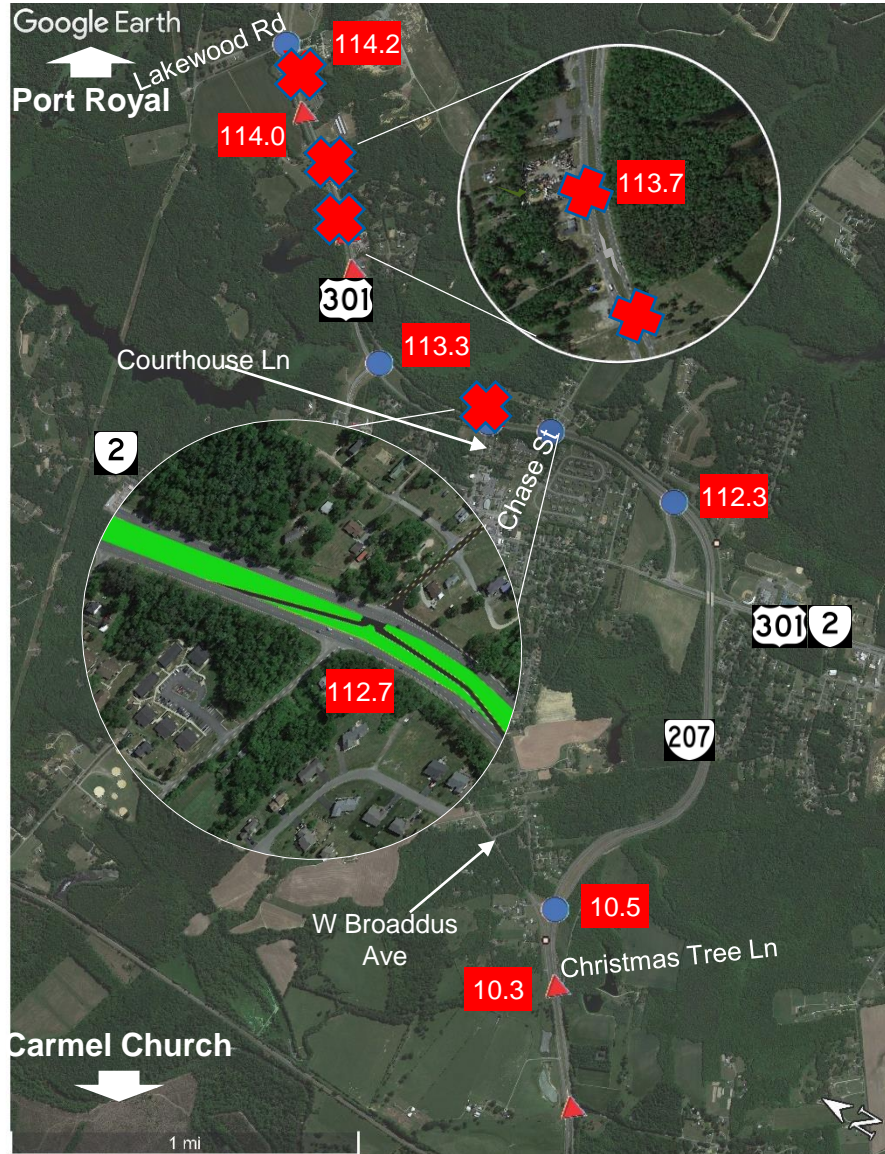 Google Earth
Port Royal
Lakewood Rd
114.2
114.0
113.7
301
113.3
Courthouse Ln
2
Chase St
112.3
301 2
112.7
207
W Broaddus
Ave
10.5
Christmas Tree Ln
10.3
Carmel Church
1 mi
N